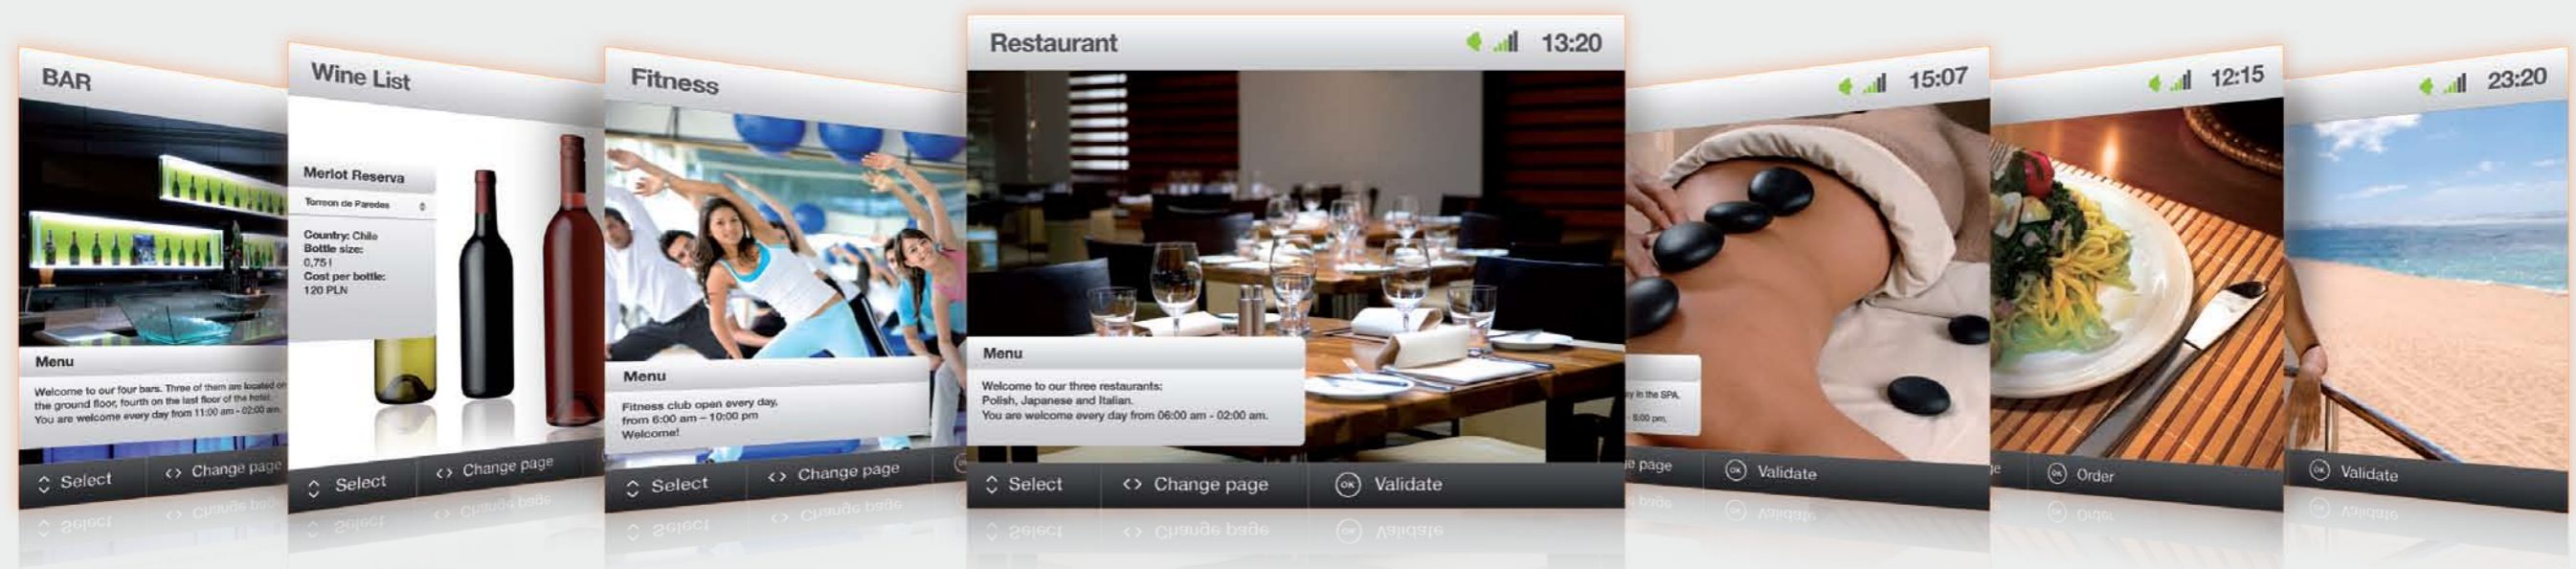 BAR
Menu
Welcome to our four bars. Three of them are located on
the ground floor, fourth on the last floor of the hotel.
You are welcome every day from 11:00 am - 02:00 am.
Select
<> Change page
Wine List
Merlot Reserva
Torreon de Paredes
Country: Chile
Bottle size:
0,75 l
Cost per bottle:
120 PLN
Select
<> Change page
Fitness
Menu
Fitness club open every day,
from 6:00 am – 10:00 pm
Welcome!
Select
<> Change page
Restaurant
13:20
Menu
Welcome to our three restaurants:
Polish, Japanese and Italian.
You are welcome every day from 06:00 am - 02:00 am.
Select
<> Change page
OK Validate
15:07
in the SPA.
- 8:00 pm.
page
OK Validate
12:15
OK Order
23:20
OK Validate